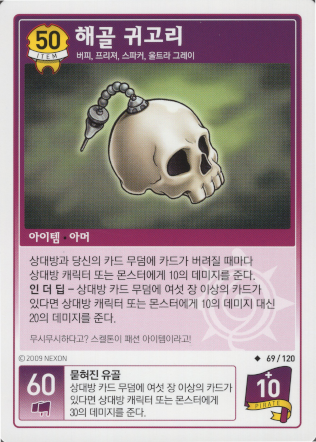 50
ITEM
해골 귀고리
버피, 프리져, 스파커, 울트라 그레이
아이템 · 아머
상대방과 당신의 카드 무덤에 카드가 버려질 때마다
상대방 캐릭터 또는 몬스터에게 10의 데미지를 준다.
인 더 딥 – 상대방 카드 무덤에 여섯 장 이상의 카드가
있다면 상대방 캐릭터 또는 몬스터에게 10의 데미지 대신
20의 데미지를 준다.
무시무시하다고? 스켈톤이 패션 아이템이라고!
©2009 NEXON
◆ 69 / 120
60
묻혀진 유골
상대방 카드 무덤에 여섯 장 이상의 카드가
있다면 상대방 캐릭터 또는 몬스터에게
30의 데미지를 준다.
+
10
PIRATE